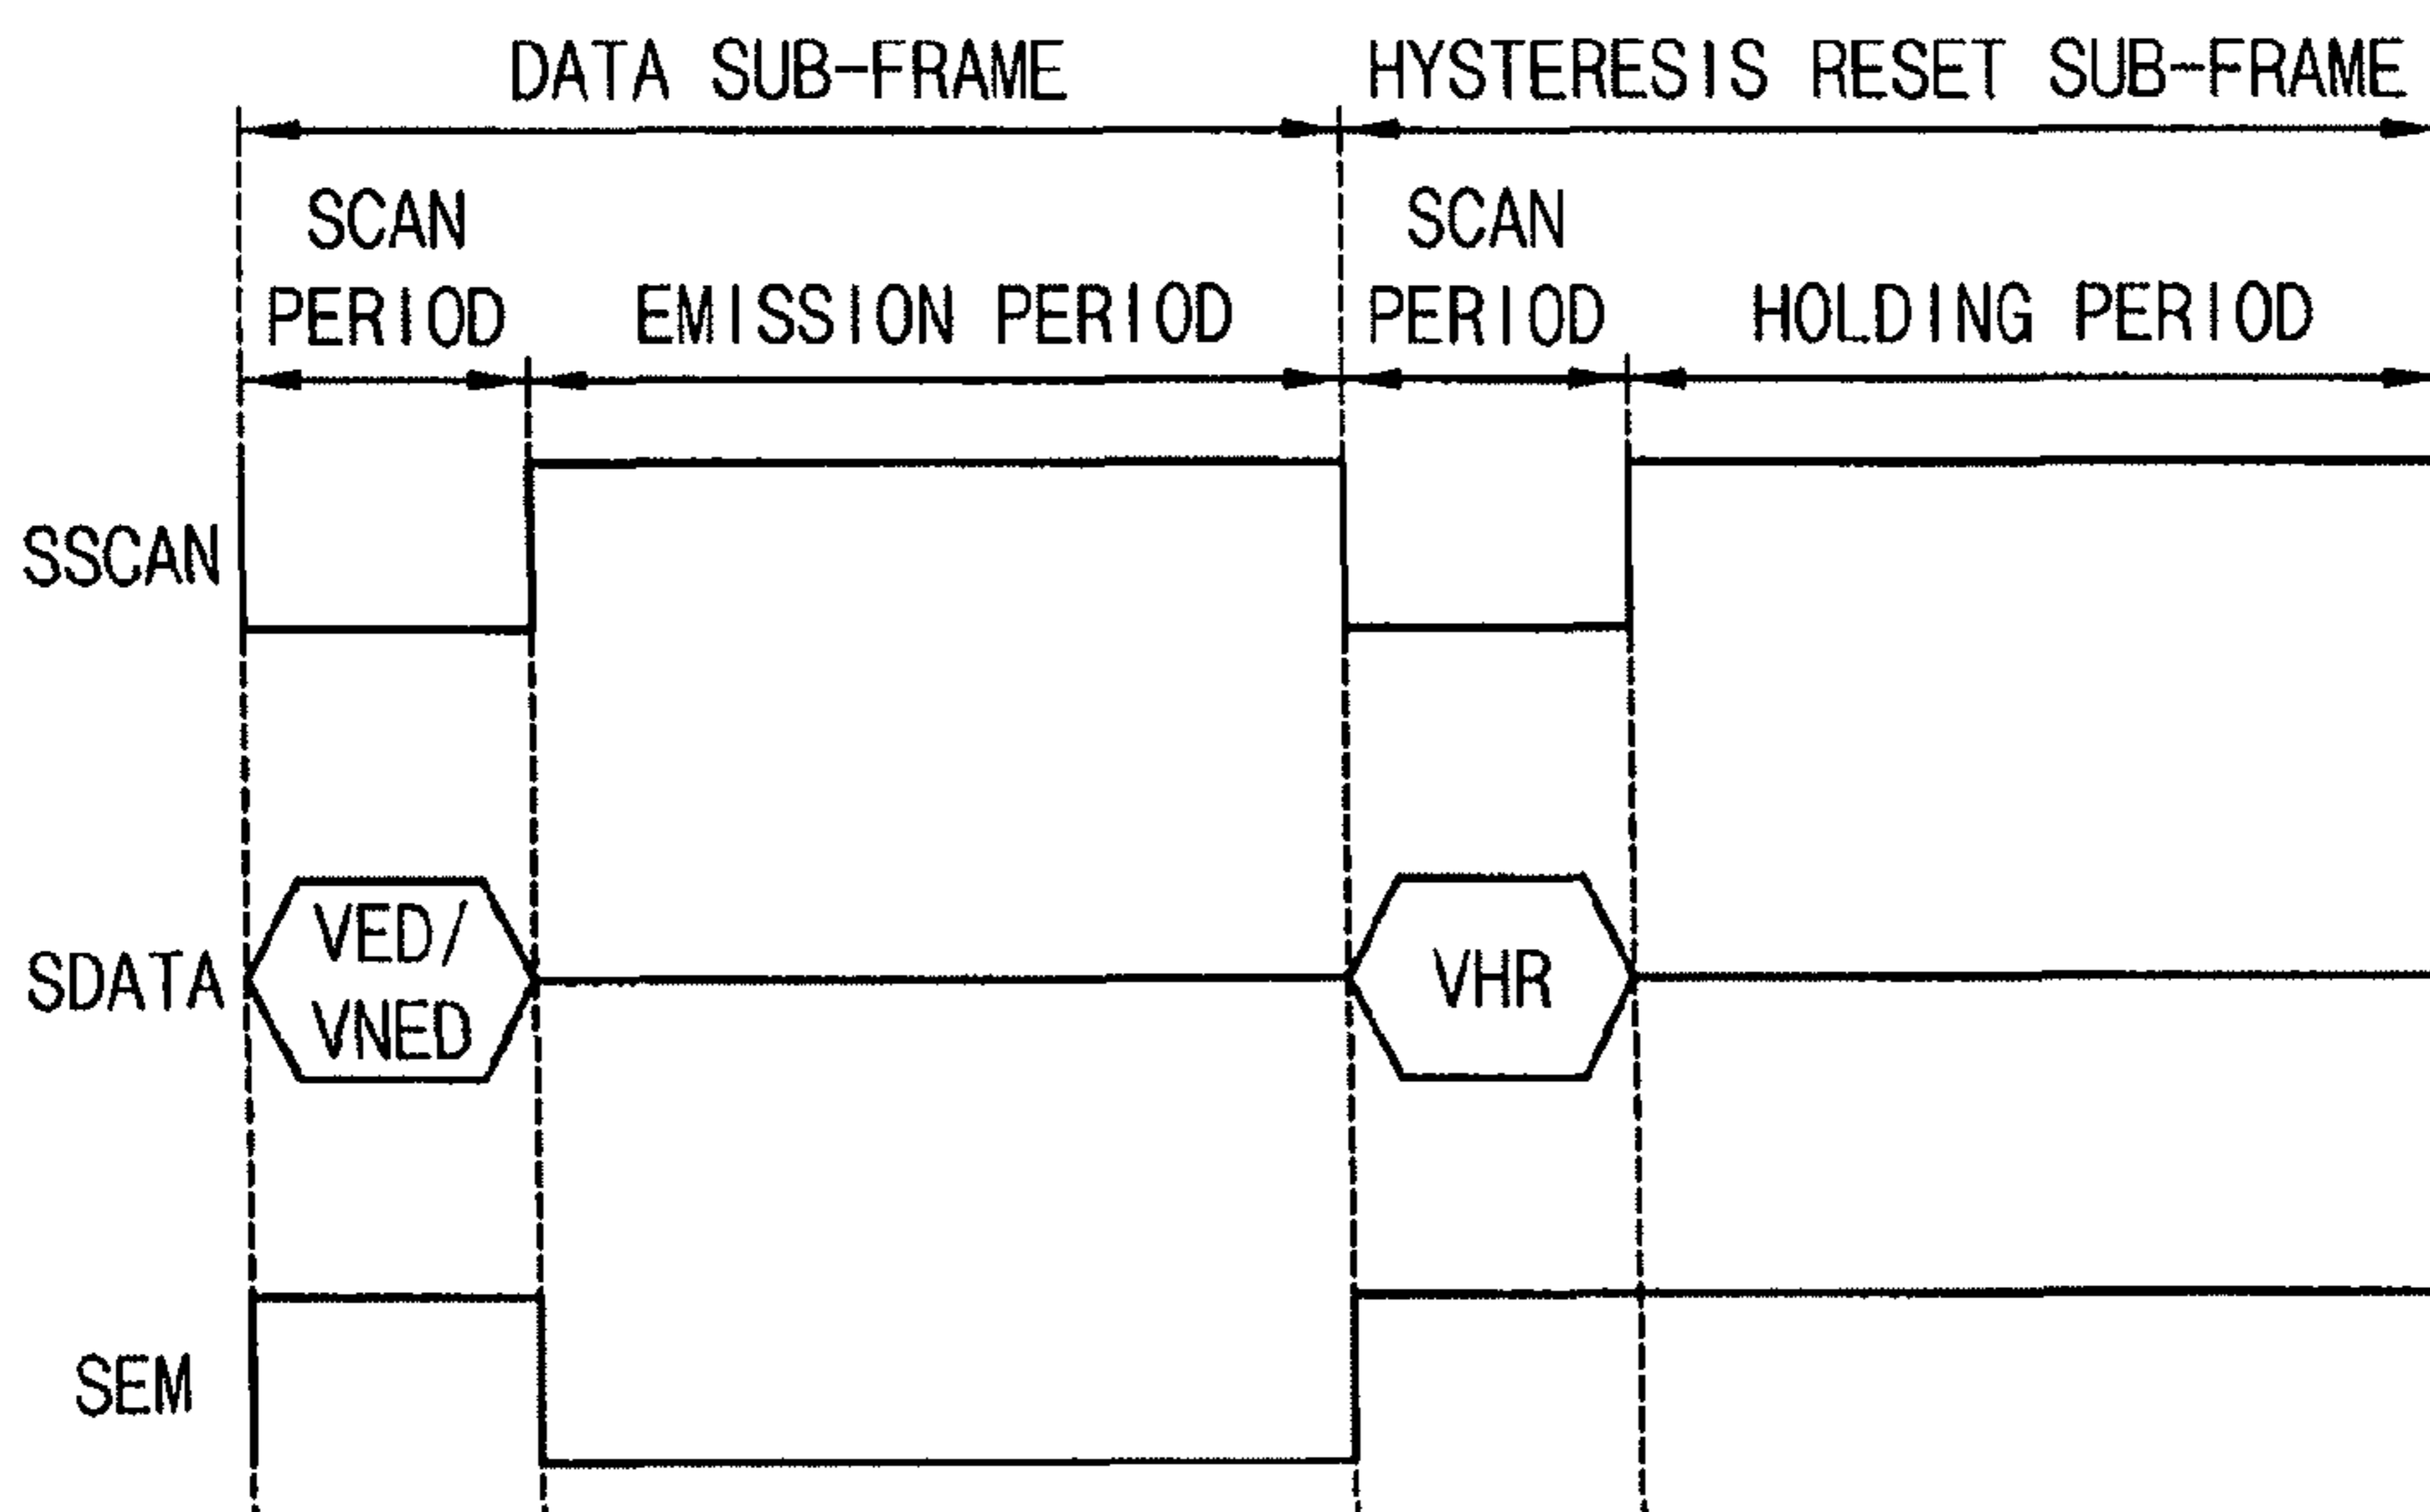 DATA SUB-FRAME
HYSTERESIS RESET SUB-FRAME
SCAN
PERIOD
EMISSION PERIOD
SCAN
PERIOD
HOLDING PERIOD
SSCAN
SDATA
VED/
VNED
VHR
SEM